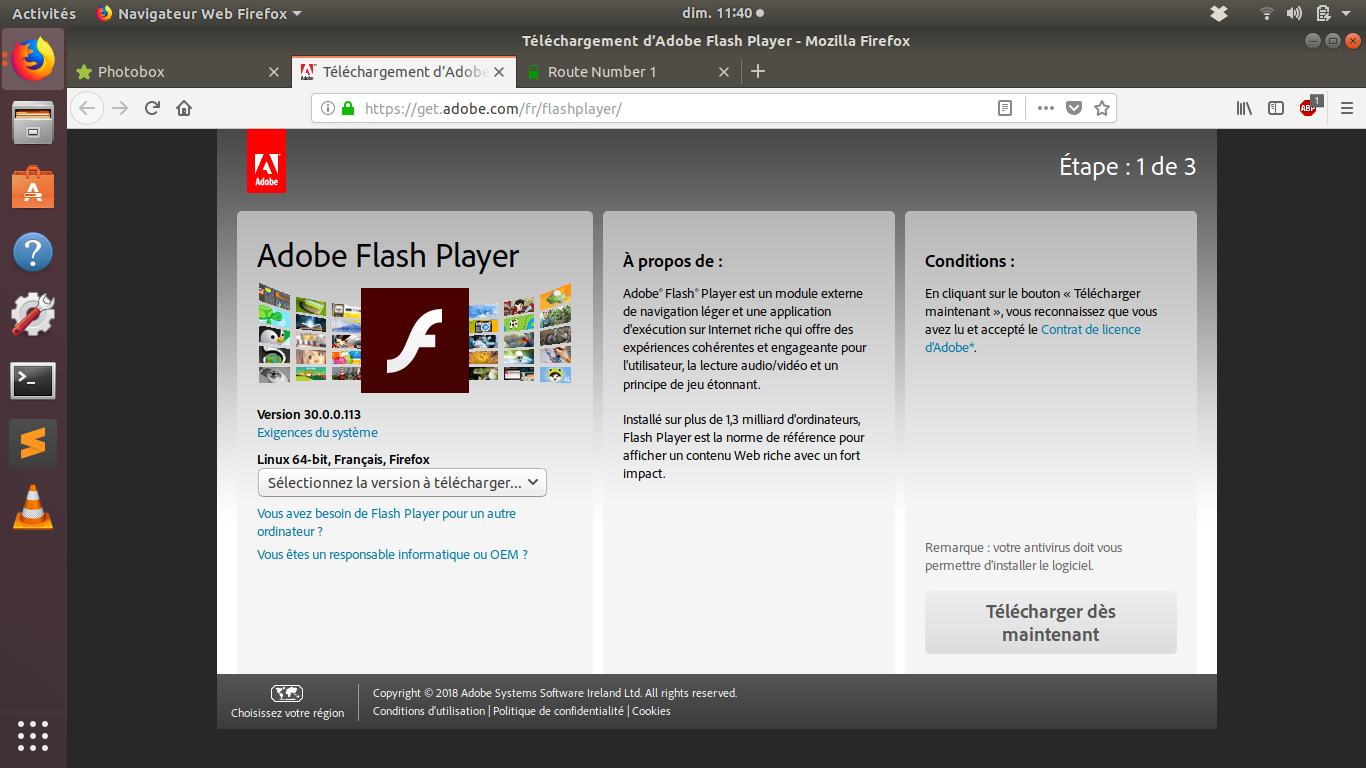 Activités
Navigateur Web Firefox
dim. 11:40
Téléchargement d’Adobe Flash Player - Mozilla Firefox
Photobox
Téléchargement d’Adobe
Route Number 1
https://get.adobe.com/fr/flashplayer/
ABP
1
Adobe
Étape : 1 de 3
Adobe Flash Player
Version 30.0.0.113
Exigences du système
Linux 64-bit, Français, Firefox
Sélectionnez la version à télécharger...
Vous avez besoin de Flash Player pour un autre
ordinateur ?
Vous êtes un responsable informatique ou OEM ?
À propos de :
Adobe® Flash® Player est un module externe
de navigation léger et une application
d'exécution sur Internet riche qui offre des
expériences cohérentes et engageante pour
l'utilisateur, la lecture audio/vidéo et un
principe de jeu étonnant.
Installé sur plus de 1,3 milliard d'ordinateurs,
Flash Player est la norme de référence pour
afficher un contenu Web riche avec un fort
impact.
Conditions :
En cliquant sur le bouton « Télécharger
maintenant », vous reconnaissez que vous
avez lu et accepté le Contrat de licence
d'Adobe*.
Remarque : votre antivirus doit vous
permettre d'installer le logiciel.
Télécharger dès
maintenant
Choisissez votre région
Copyright © 2018 Adobe Systems Software Ireland Ltd. All rights reserved.
Conditions d'utilisation | Politique de confidentialité | Cookies